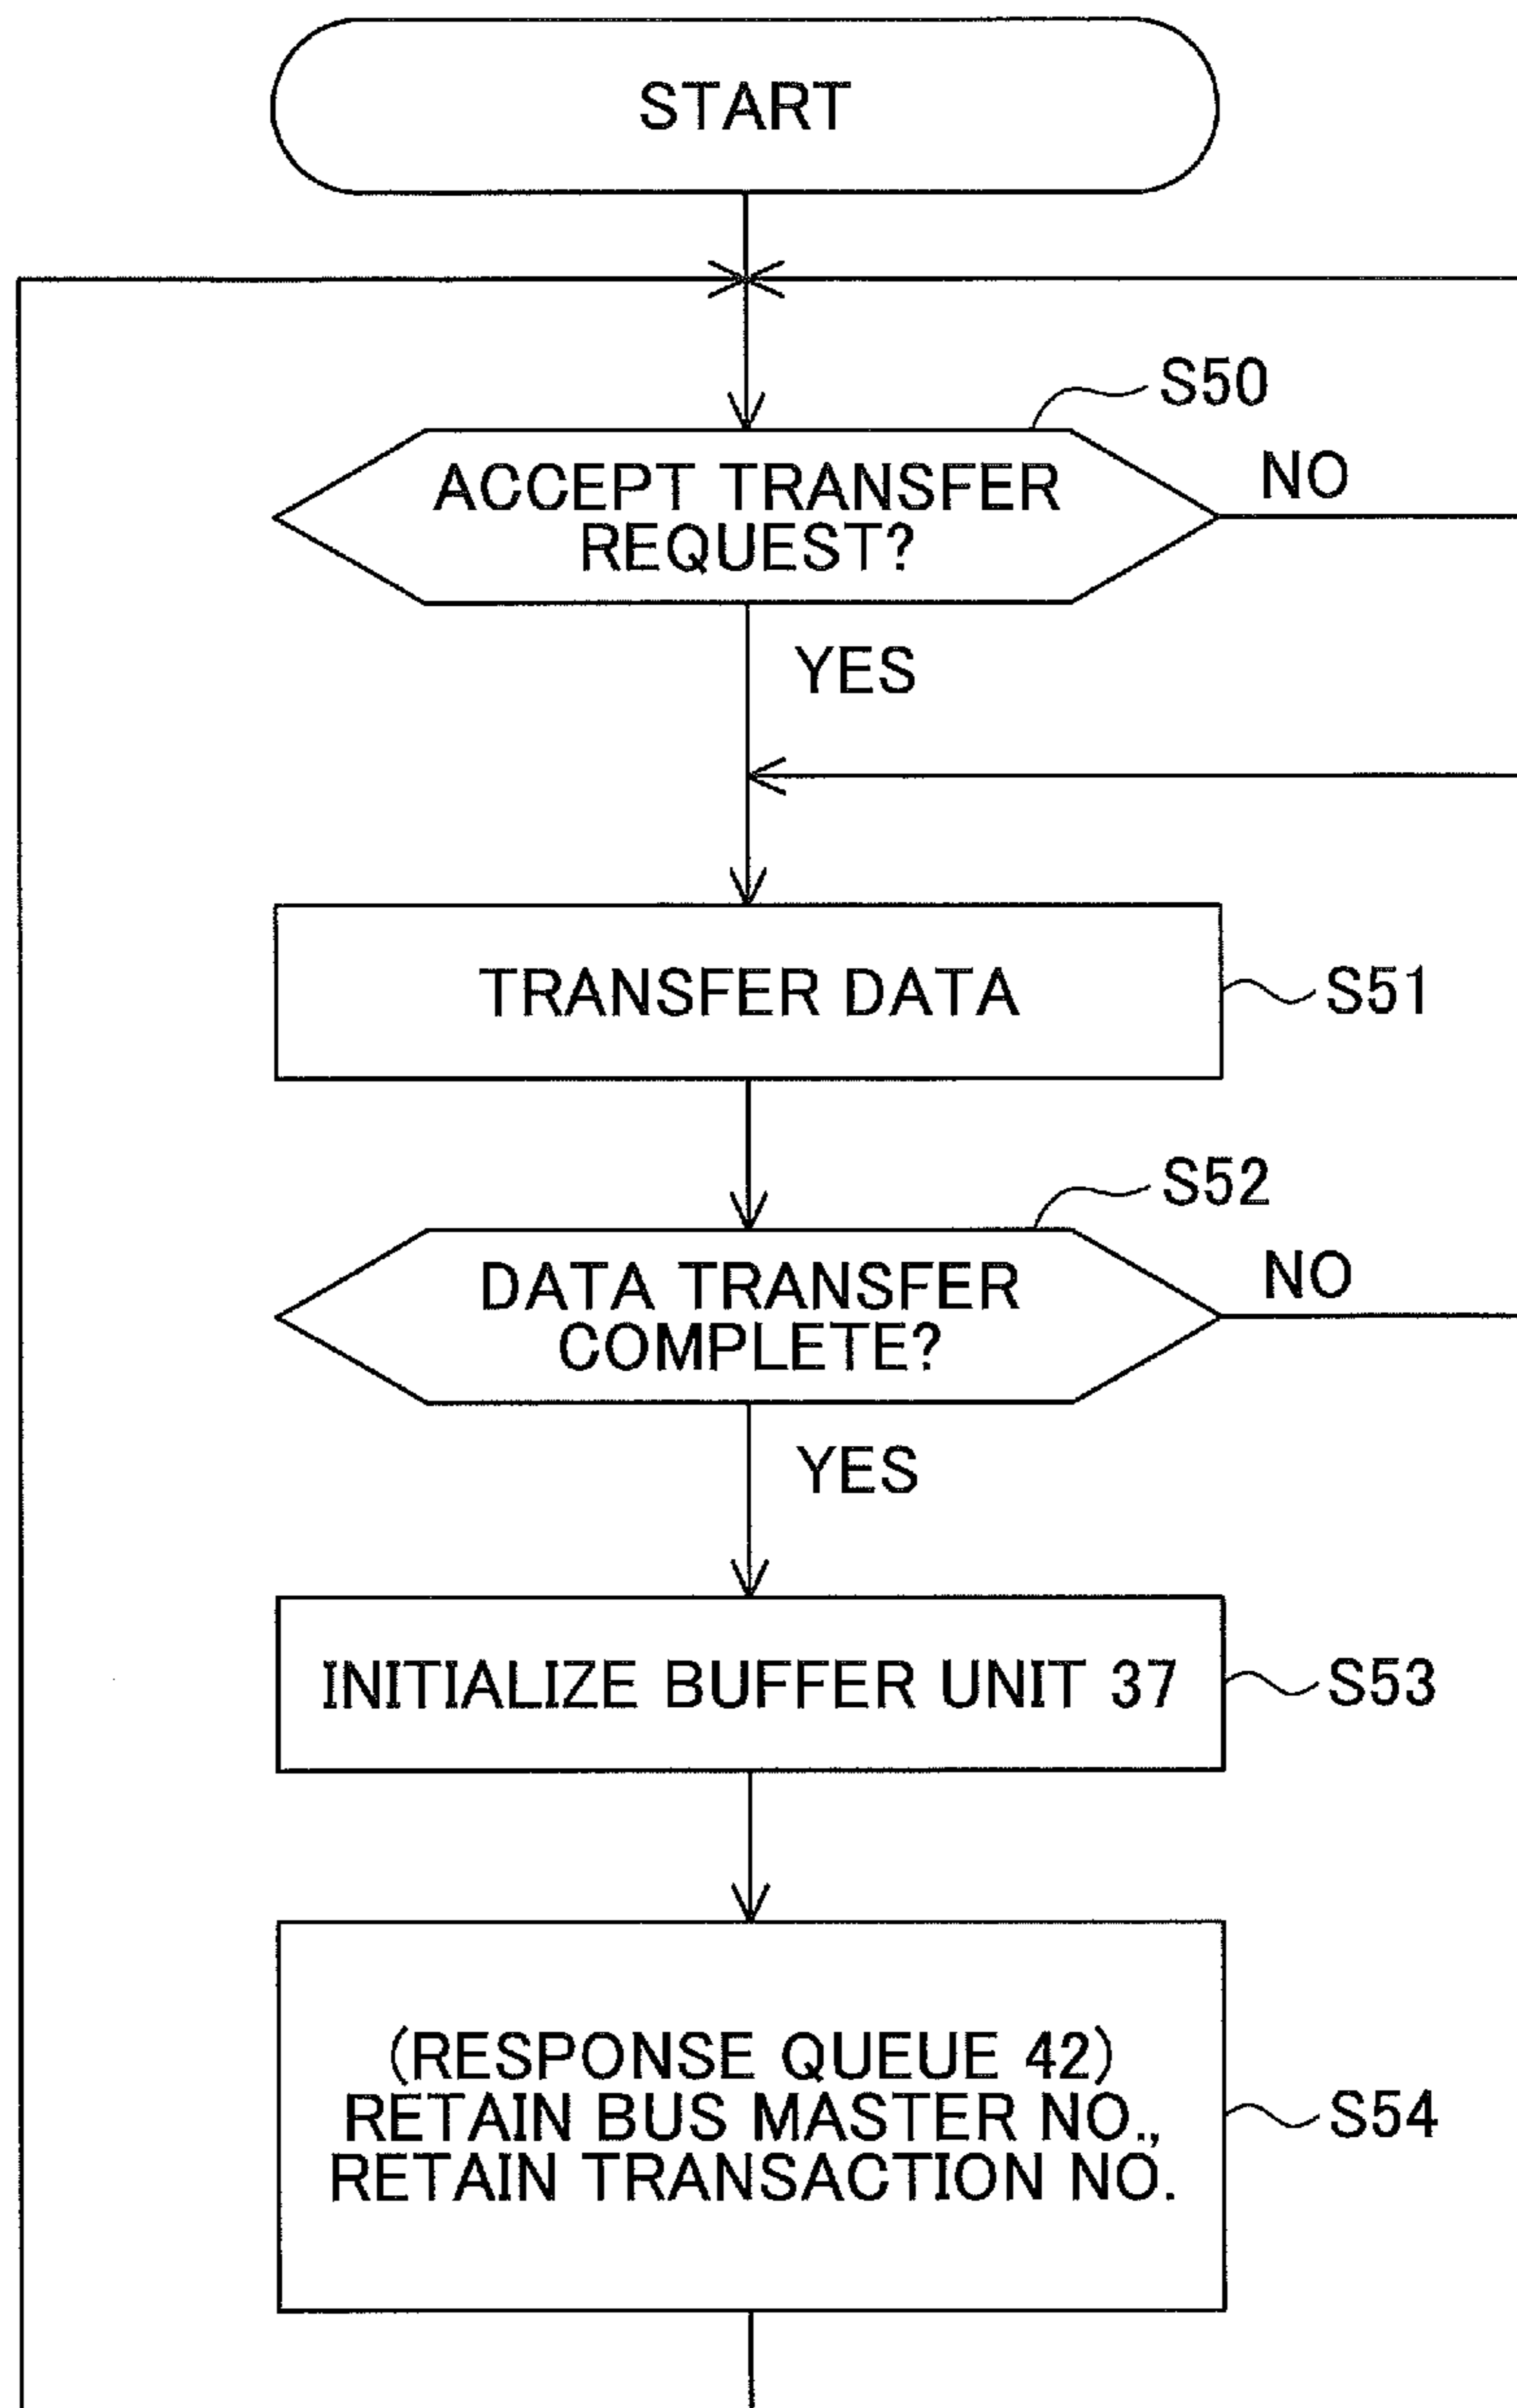 START
S50
ACCEPT TRANSFER
REQUEST?
NO
YES
TRANSFER DATA
S51
S52
DATA TRANSFER
COMPLETE?
NO
YES
INITIALIZE BUFFER UNIT 37
S53
(RESPONSE QUEUE 42)
RETAIN BUS MASTER NO.,
RETAIN TRANSACTION NO.
S54